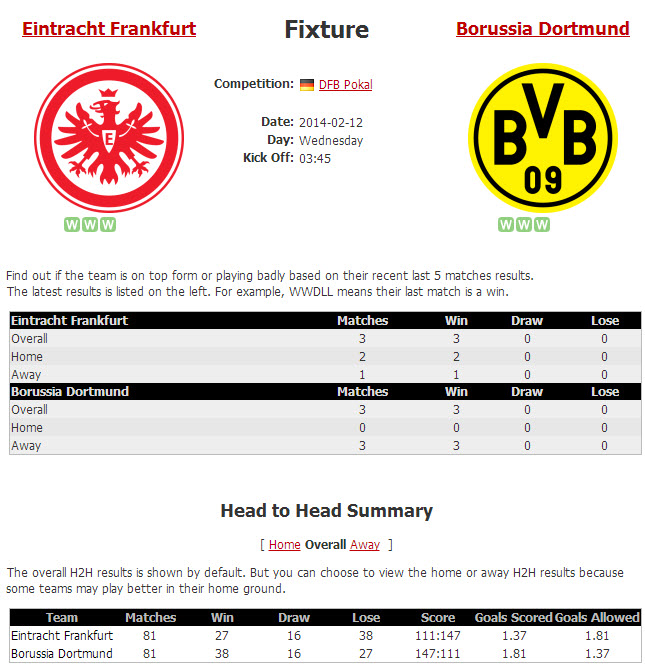 Eintracht Frankfurt Fixture Borussia Dortmund
Competition: DFB Pokal
Date: 2014-02-12
Day: Wednesday
Kick Off: 03:45
E
BVB
09
W W W W W W
Find out if the team is on top form or playing badly based on their recent last 5 matches results.
The latest results is listed on the left. For example, WWDLL means their last match is a win.
Eintracht Frankfurt Matches Win Draw Lose
Overall 3 3 0 0
Home 2 2 0 0
Away 1 1 0 0
Borussia Dortmund Matches Win Draw Lose
Overall 3 3 0 0
Home 0 0 0 0
Away 3 3 0 0
Head to Head Summary
[ Home Overall Away ]
The overall H2H results is shown by default. But you can choose to view the home or away H2H results because
some teams may play better in their home ground.
Team Matches Win Draw Lose Score Goals Scored Goals Allowed
Eintracht Frankfurt 81 27 16 38 111:147 1.37 1.81
Borussia Dortmund 81 38 16 27 147:111 1.81 1.37